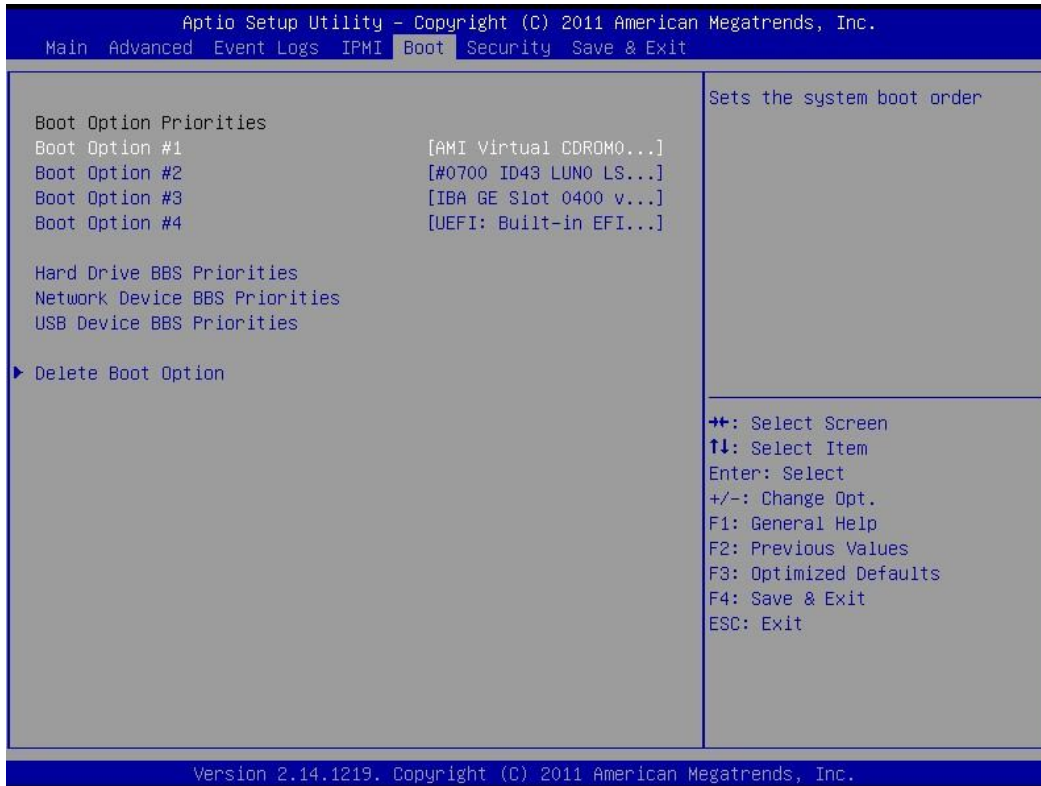 Aptio Setup Utility – Copyright (C) 2011 American Megatrends, Inc.
Main Advanced Event Logs IPMI Boot Security Save & Exit
Boot Option Priorities
Boot Option #1 [AMI Virtual CDROM0...]
Boot Option #2 [#0700 ID43 LUN0 LS...]
Boot Option #3 [IBA GE Slot 0400 v...]
Boot Option #4 [UEFI: Built-in EFI...]
Hard Drive BBS Priorities
Network Device BBS Priorities
USB Device BBS Priorities
▶ Delete Boot Option
Sets the system boot order
→←: Select Screen
↑↓: Select Item
Enter: Select
+/-: Change Opt.
F1: General Help
F2: Previous Values
F3: Optimized Defaults
F4: Save & Exit
ESC: Exit
Version 2.14.1219. Copyright (C) 2011 American Megatrends, Inc.